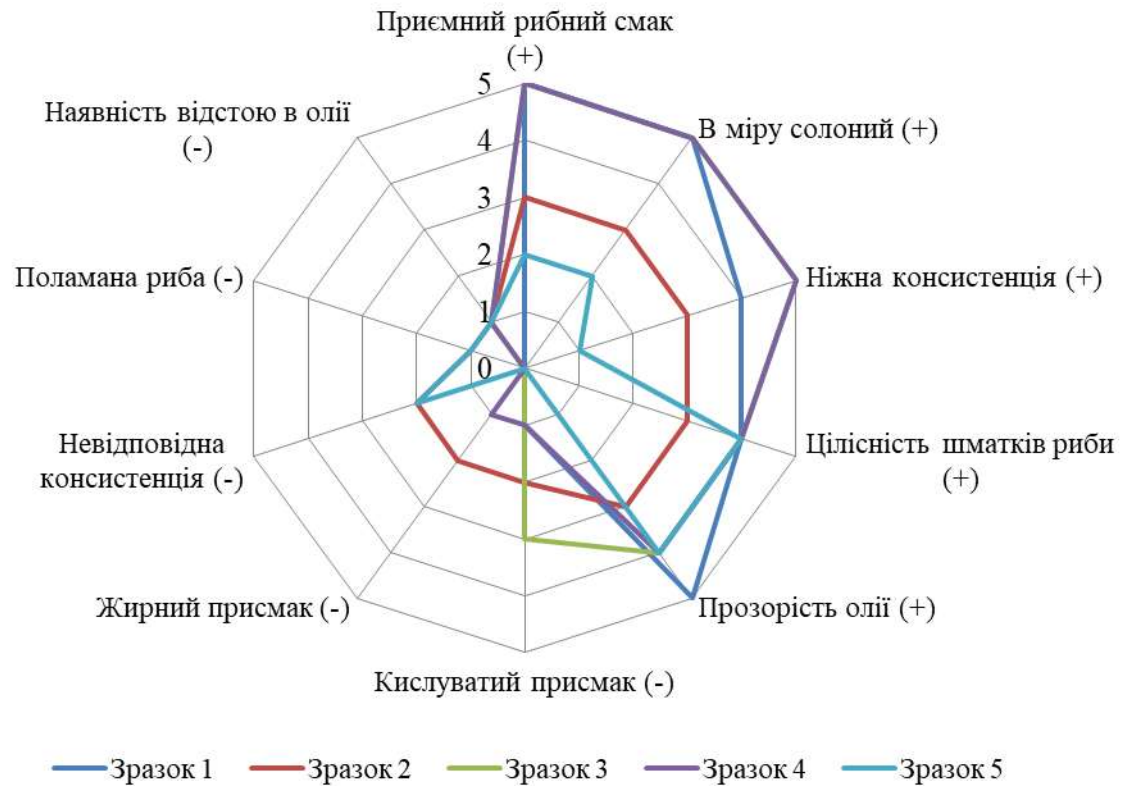 Приємний рибний смак
(+)
Наявність відстою в олії
(-)
В міру солоний (+)
5
4
3
2
1
0
Поламана риба (-)
Ніжна консистенція (+)
Невідповідна
консистенція (-)
Цілісність шматків риби
(+)
Жирний присмак (-)
Прозорість олії (+)
Кислуватий присмак (-)
Зразок 1
Зразок 2
Зразок 3
Зразок 4
Зразок 5